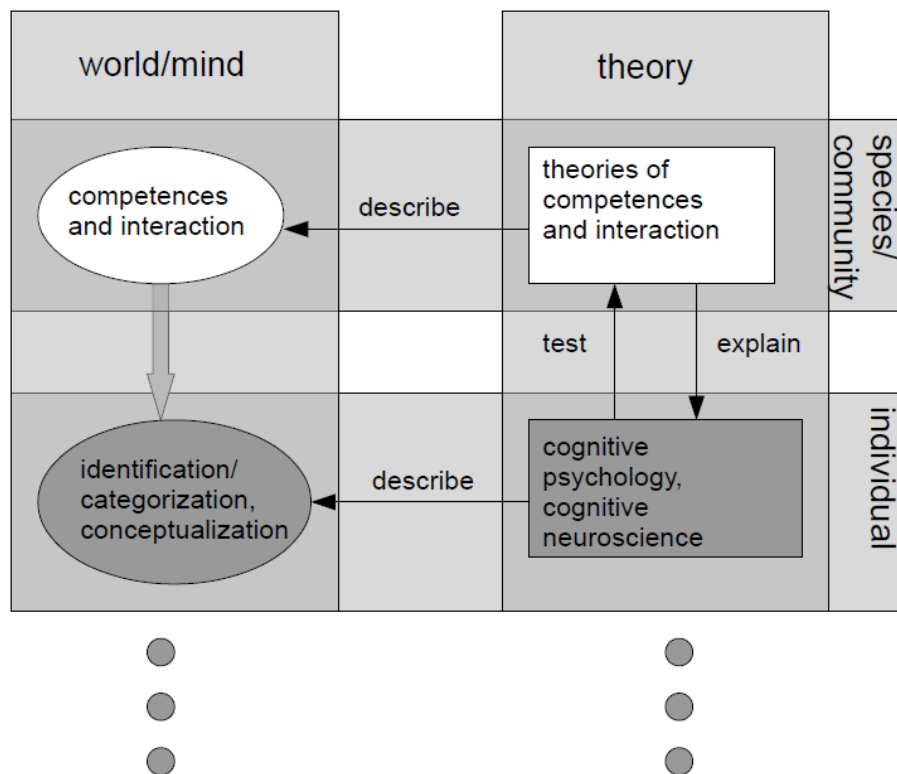 world/mind
theory
competences
and interaction
describe
theories of
competences
and interaction
species/
community
test
explain
identification/
categorization,
conceptualization
describe
cognitive
psychology,
cognitive
neuroscience
individual